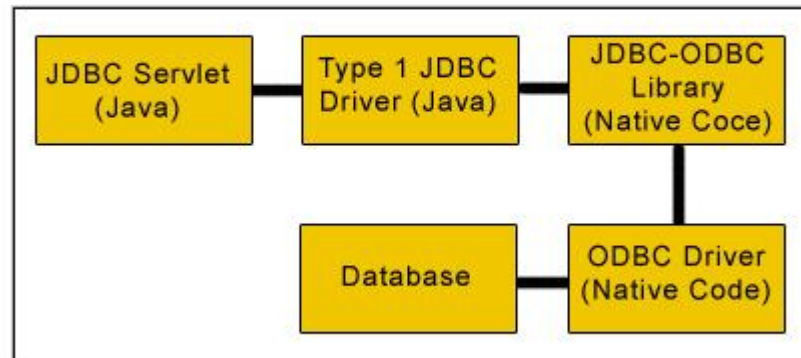 JDBC Servlet
(Java)
Type 1 JDBC
Driver (Java)
JDBC-ODBC
Library
(Native Coce)
Database
ODBC Driver
(Native Code)